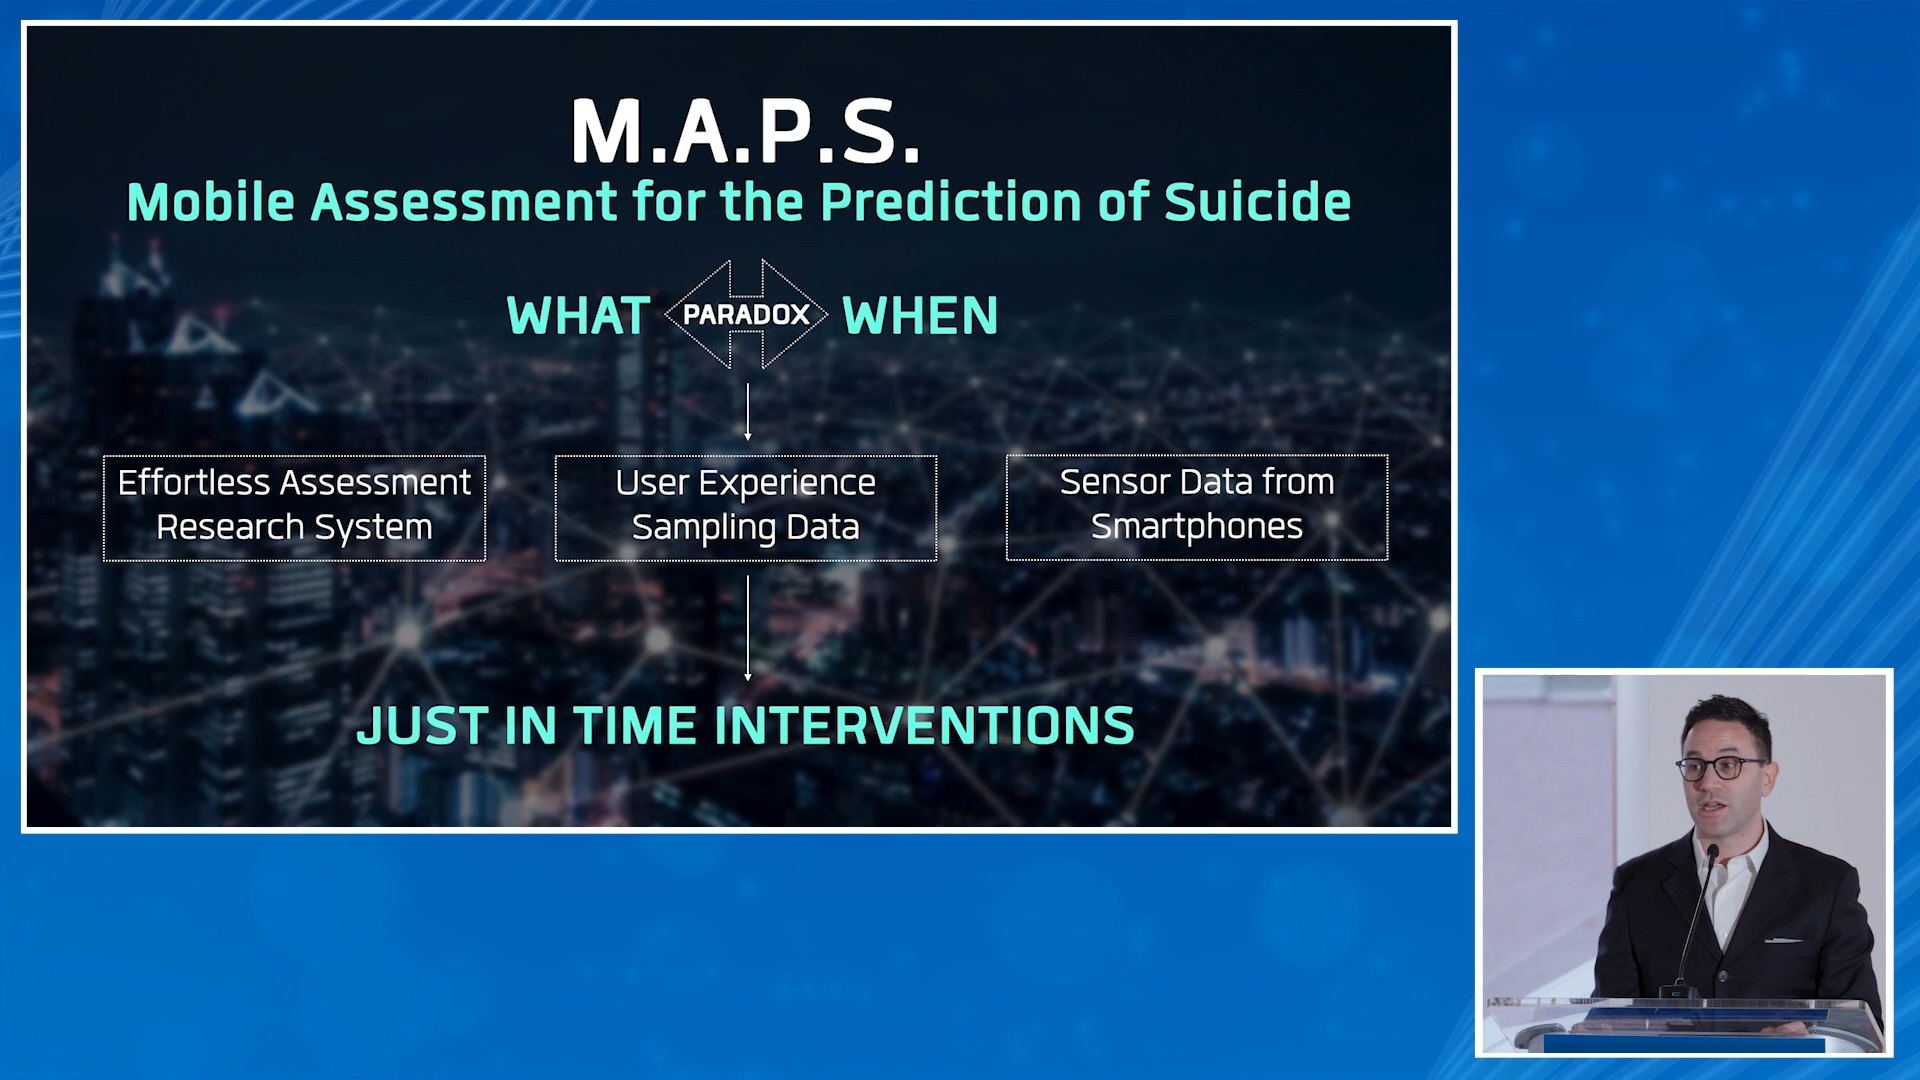 M.A.P.S.
Mobile Assessment for the Prediction of Suicide
WHAT PARADOX WHEN
Effortless Assessment
Research System
User Experience
Sampling Data
Sensor Data from
Smartphones
JUST IN TIME INTERVENTIONS